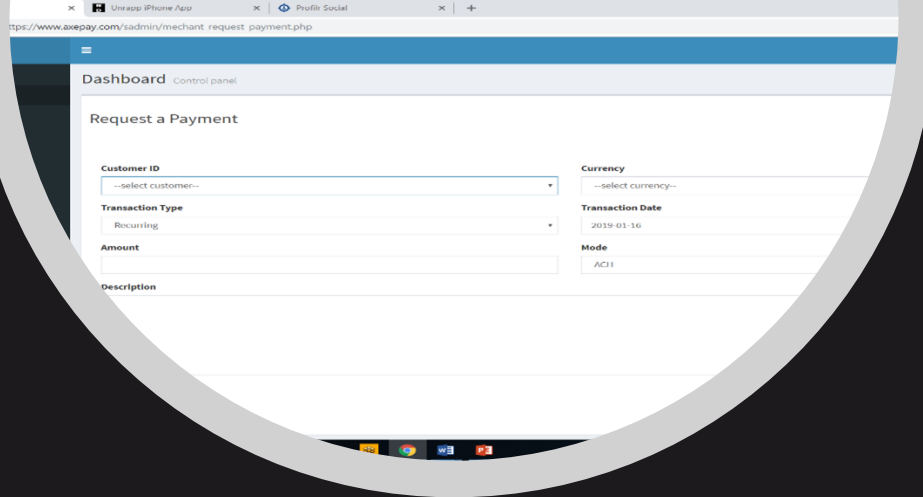 Unrapp iPhone App
Profilr Social
ttps://www.axepay.com/sadmin/mechant_request_payment.php
Dashboard Control panel
Request a Payment
Customer ID Currency
--select customer-- --select currency--
Transaction Type Transaction Date
Recurring 2019-01-16
Amount Mode
ACH
Description